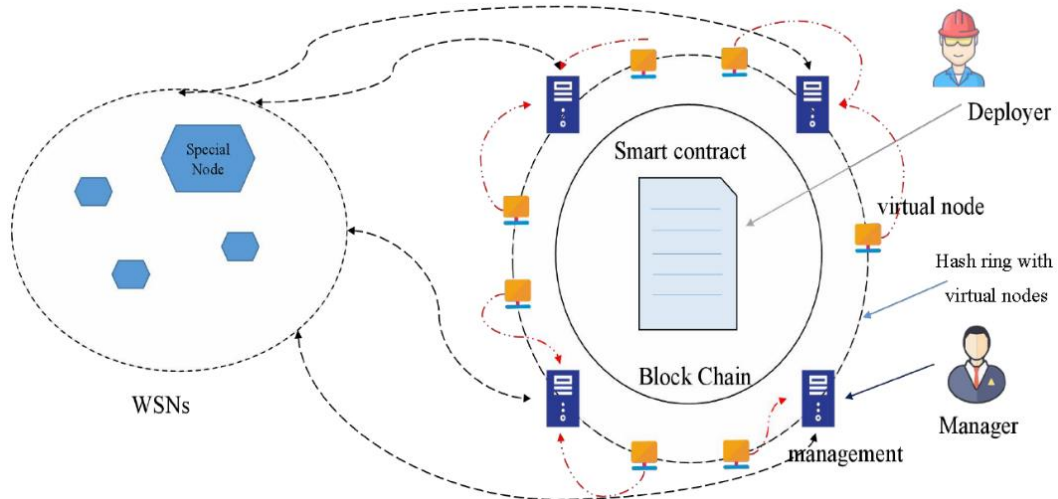 Special
Node
WSNs
Smart contract
Block Chain
Deployer
virtual node
Hash ring with
virtual nodes
Manager
management